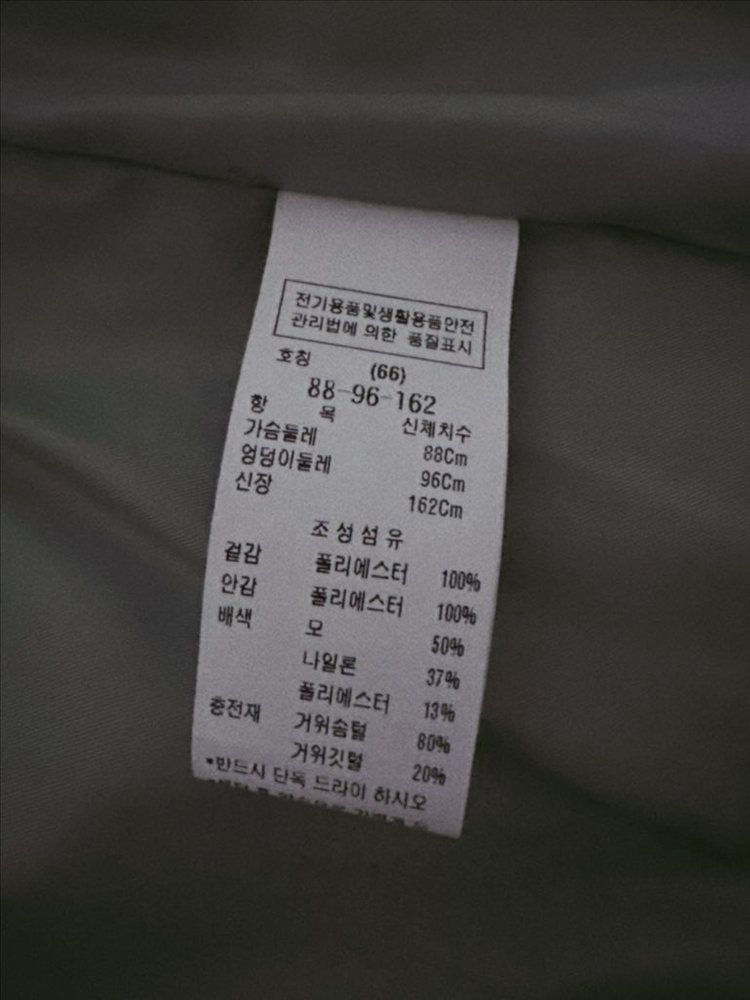 전기용품및생활용품안전
관리법에 의한 품질표시
호칭 (66)
88-96-162
항 목 신체치수
가슴둘레 88Cm
엉덩이둘레 96Cm
신장 162Cm
조성섬유
겉감 폴리에스터 100%
안감 폴리에스터 100%
배색 모 50%
나일론 37%
폴리에스터 13%
충전재 거위솜털 80%
거위깃털 20%
*반드시 단독 드라이 하시오